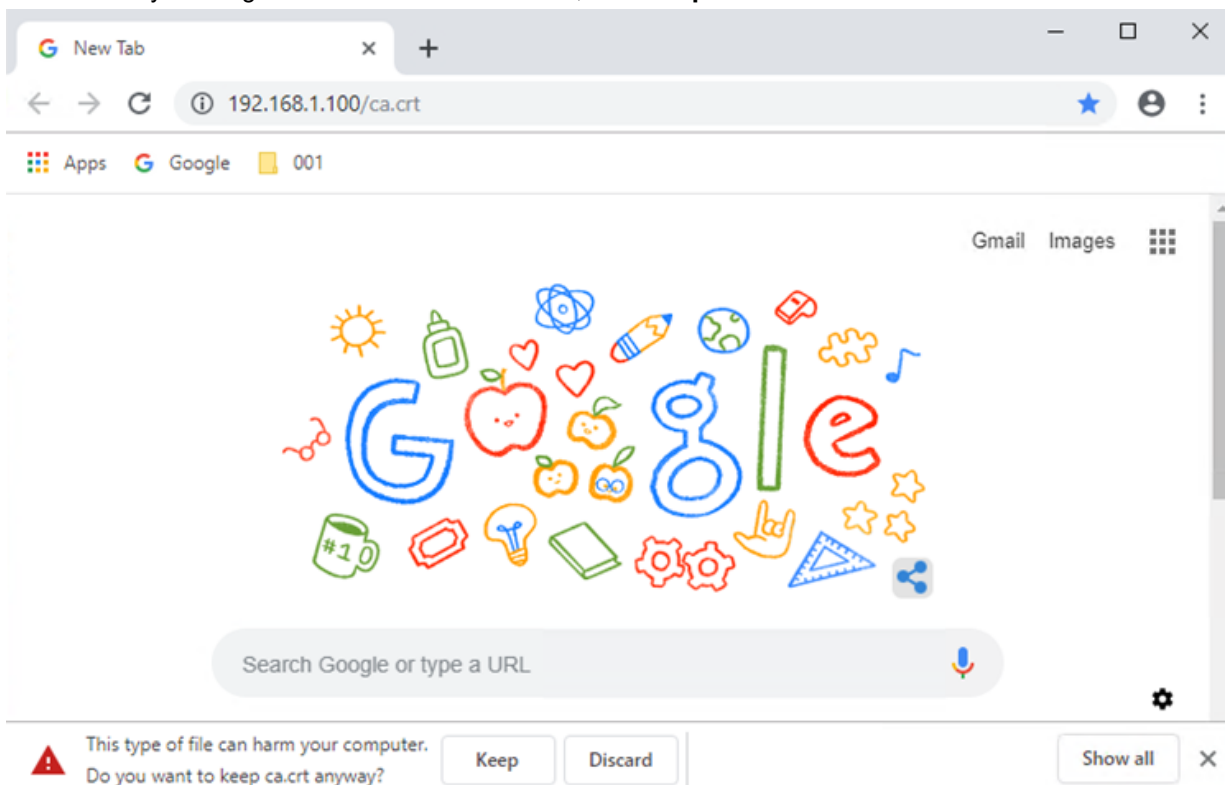 New Tab
192.168.1.100/ca.crt
Apps Google 001
Gmail Images
Google
#10
Search Google or type a URL
This type of file can harm your computer.
Do you want to keep ca.crt anyway?
Keep Discard Show all